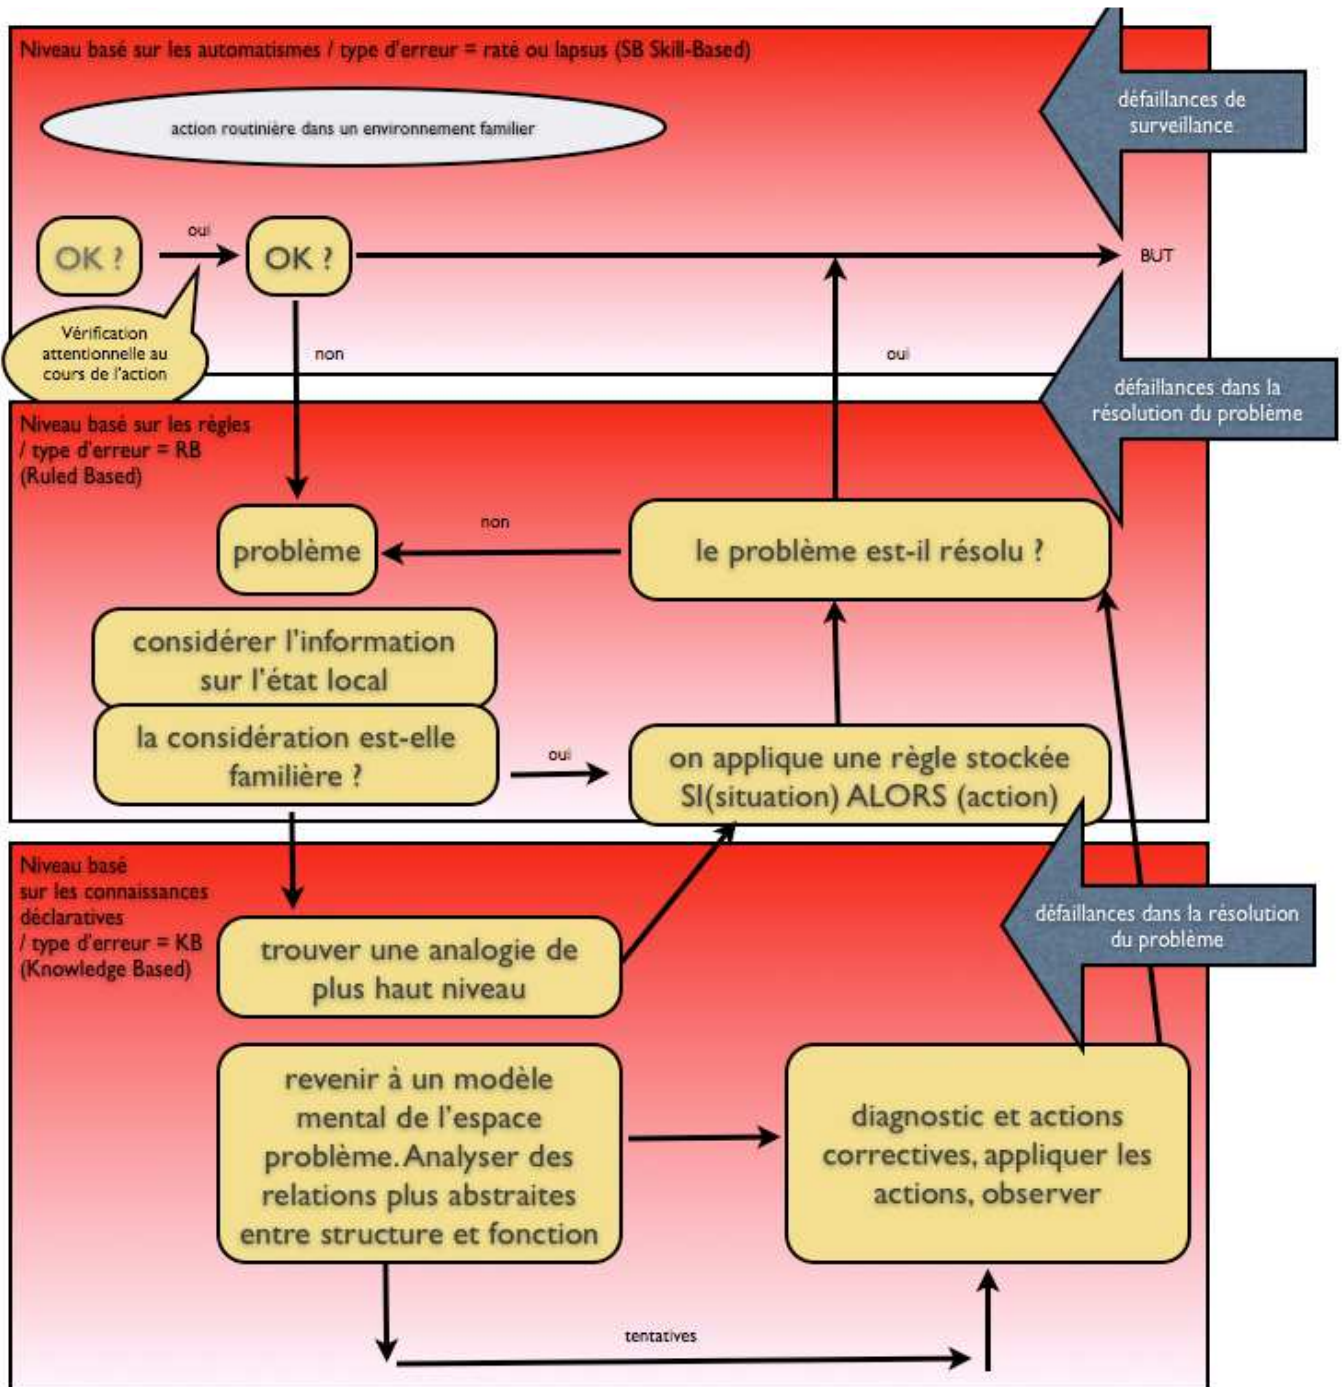 Niveau basé sur les automatismes / type d'erreur = raté ou lapsus (SB Skill-Based)
défaillances de
surveillance
action routinière dans un environnement familier
oui
OK ?
OK ?
BUT
Vérification
attentionnelle au
cours de l'action
non
oui
défaillances dans la
résolution du problème
Niveau basé sur les règles
/ type d'erreur = RB
(Ruled Based)
non
problème
le problème est-il résolu ?
considérer l'information
sur l'état local
la considération est-elle
familière ?
oui
on applique une règle stockée
SI(situation) ALORS (action)
Niveau basé
sur les connaissances
déclaratives
/ type d'erreur = KB
(Knowledge Based)
défaillances dans la résolution
du problème
trouver une analogie de
plus haut niveau
revenir à un modèle
mental de l'espace
problème. Analyser des
relations plus abstraites
entre structure et fonction
diagnostic et actions
correctives, appliquer les
actions, observer
tentatives